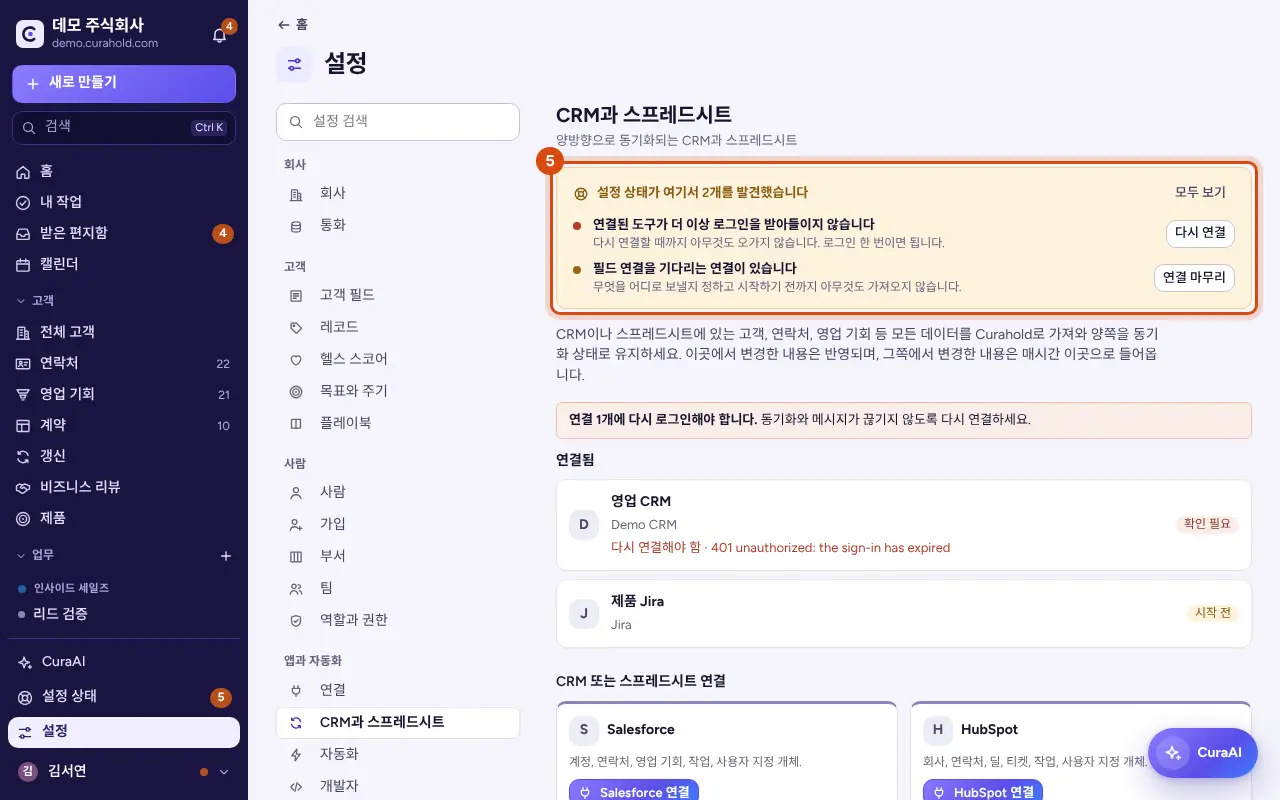 데모 주식회사
demo.curahold.com
4
새로 만들기
검색
Ctrl K
홈
내 작업
받은 편지함
4
캘린더
고객
전체 고객
연락처
22
영업 기회
21
계약
10
갱신
비즈니스 리뷰
제품
업무
인사이드 세일즈
리드 검증
CuraAI
설정 상태
5
설정
김
김서연
홈
설정
설정 검색
회사
회사
통화
고객
고객 필드
레코드
헬스 스코어
목표와 주기
플레이북
사람
사람
가입
부서
팀
역할과 권한
앱과 자동화
연결
CRM과 스프레드시트
자동화
개발자
CRM과 스프레드시트
양방향으로 동기화되는 CRM과 스프레드시트
5
설정 상태가 여기서 2개를 발견했습니다
모두 보기
연결된 도구가 더 이상 로그인을 받아들이지 않습니다
다시 연결할 때까지 아무것도 오가지 않습니다. 로그인 한 번이면 됩니다.
다시 연결
필드 연결을 기다리는 연결이 있습니다
무엇을 어디로 보낼지 정하고 시작하기 전까지 아무것도 가져오지 않습니다.
연결 마무리
CRM이나 스프레드시트에 있는 고객, 연락처, 영업 기회 등 모든 데이터를 Curahold로 가져와 양쪽을 동기
화 상태로 유지하세요. 이곳에서 변경한 내용은 반영되며, 그쪽에서 변경한 내용은 매시간 이곳으로 들어옵
니다.
연결 1개에 다시 로그인해야 합니다. 동기화와 메시지가 끊기지 않도록 다시 연결하세요.
연결됨
D
영업 CRM
Demo CRM
다시 연결해야 함 · 401 unauthorized: the sign-in has expired
확인 필요
J
제품 Jira
Jira
시작 전
CRM 또는 스프레드시트 연결
S
Salesforce
계정, 연락처, 영업 기회, 작업, 사용자 지정 개체.
Salesforce 연결
H
HubSpot
회사, 연락처, 딜, 티켓, 작업, 사용자 지정 개체.
HubSpot 연결
CuraAI